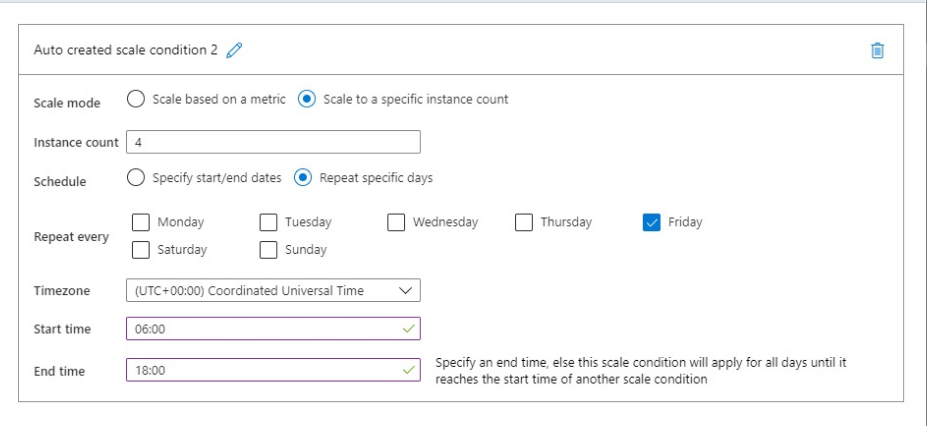 Auto created scale condition 2
Scale mode Scale based on a metric Scale to a specific instance count
Instance count 4
Schedule Specify start/end dates Repeat specific days
Repeat every Monday Tuesday Wednesday Thursday Friday
Saturday Sunday
Timezone (UTC+00:00) Coordinated Universal Time
Start time 06:00
End time 18:00 Specify an end time, else this scale condition will apply for all days until it
reaches the start time of another scale condition